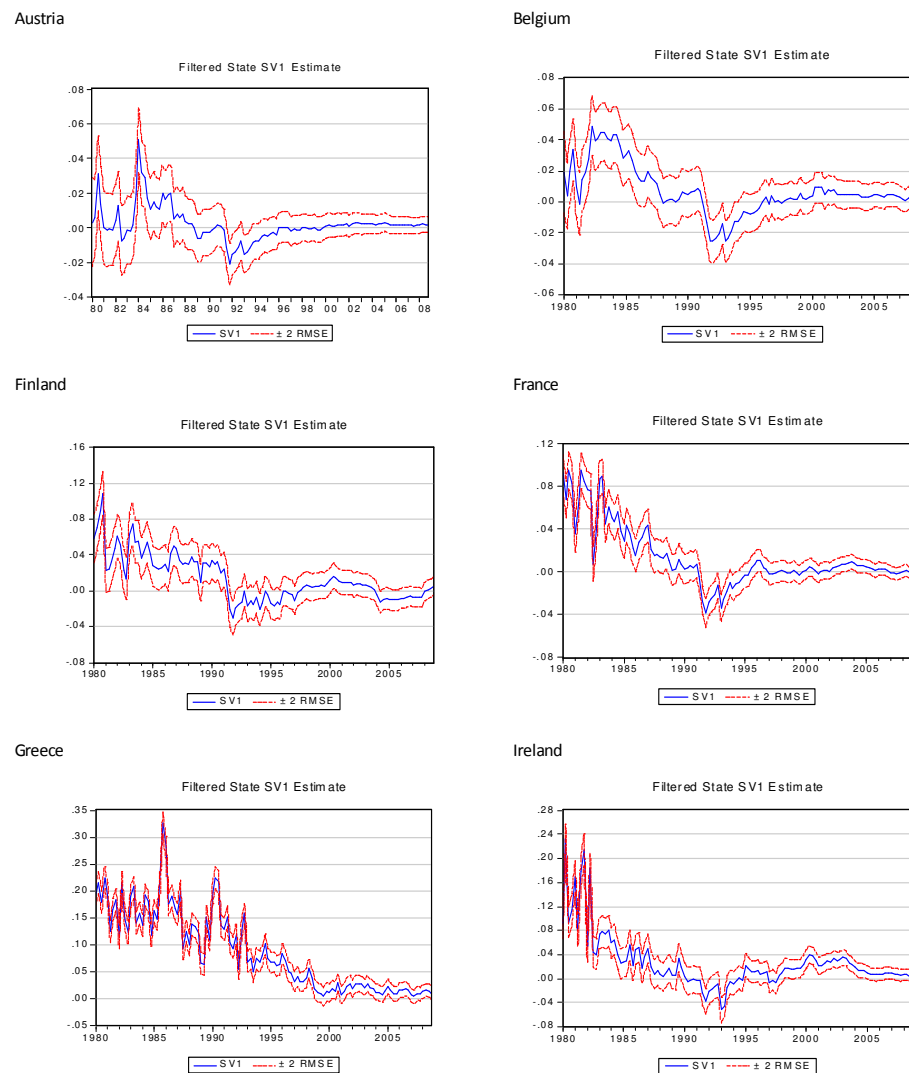 Austria
Filtered State SV1 Estimate
.08
.06
.04
.02
.00
-.02
-.04
80 82 84 86 88 90 92 94 96 98 00 02 04 06 08
SV1 ± 2 RMSE
Belgium
Filtered State SV1 Estimate
.08
.06
.04
.02
.00
-.02
-.04
-.06
1980 1985 1990 1995 2000 2005
SV1 ± 2 RMSE
Finland
Filtered State SV1 Estimate
.16
.12
.08
.04
.00
-.04
-.08
1980 1985 1990 1995 2000 2005
SV1 ± 2 RMSE
France
Filtered State SV1 Estimate
.12
.08
.04
.00
-.04
-.08
1980 1985 1990 1995 2000 2005
SV1 ± 2 RMSE
Greece
Filtered State SV1 Estimate
.35
.30
.25
.20
.15
.10
.05
.00
-.05
1980 1985 1990 1995 2000 2005
SV1 ± 2 RMSE
Ireland
Filtered State SV1 Estimate
.28
.24
.20
.16
.12
.08
.04
.00
-.04
-.08
1980 1985 1990 1995 2000 2005
SV1 ± 2 RMSE